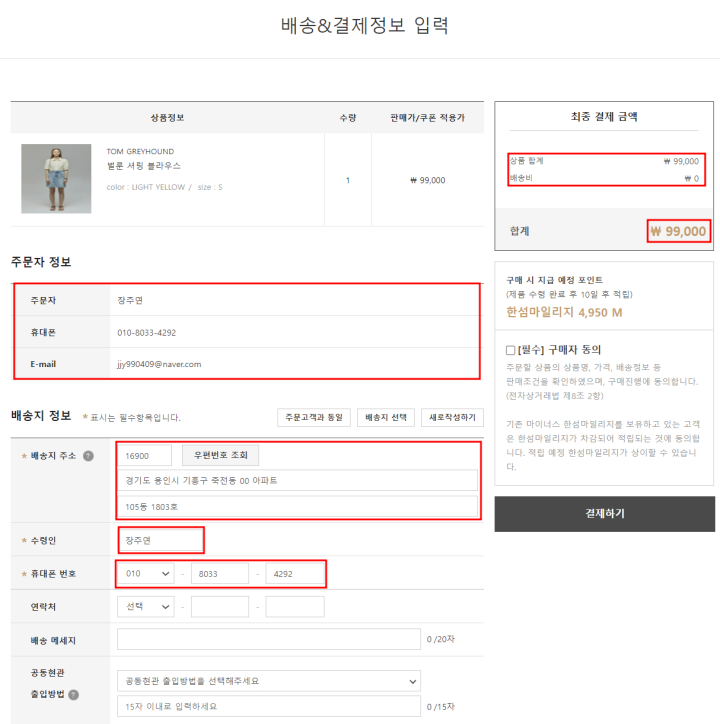 배송&결제정보 입력
상품정보
수량
판매가/쿠폰 적용가
TOM GREYHOUND
벌룬 셔링 블라우스
color : LIGHT YELLOW / size : S
1
₩ 99,000
최종 결제 금액
상품 합계 ₩ 99,000
배송비 ₩ 0
합계 ₩ 99,000
구매 시 지급 예정 포인트
(제품 수령 완료 후 10일 후 적립)
한섬마일리지 4,950 M
[필수] 구매자 동의
주문할 상품의 상품명, 가격, 배송정보 등
판매조건을 확인하였으며, 구매진행에 동의합니다.
(전자상거래법 제8조 2항)
기존 마이너스 한섬마일리지를 보유하고 있는 고객
은 한섬마일리지가 차감되어 적립되는 것에 동의합
니다. 적립 예정 한섬마일리지가 상이할 수 있습니
다.
결제하기
주문자 정보
주문자 장주연
휴대폰 010-8033-4292
E-mail jjy990409@naver.com
배송지 정보 * 표시는 필수항목입니다.
주문고객과 동일
배송지 선택
새로작성하기
* 배송지 주소 ?
16900 우편번호 조회
경기도 용인시 기흥구 죽전동 00 아파트
105동 1803호
* 수령인 장주연
* 휴대폰 번호 010 - 8033 - 4292
연락처 선택 - -
배송 메세지 0 /20자
공동현관
출입방법 ?
공동현관 출입방법을 선택해주세요
15자 이내로 입력하세요 0 /15자